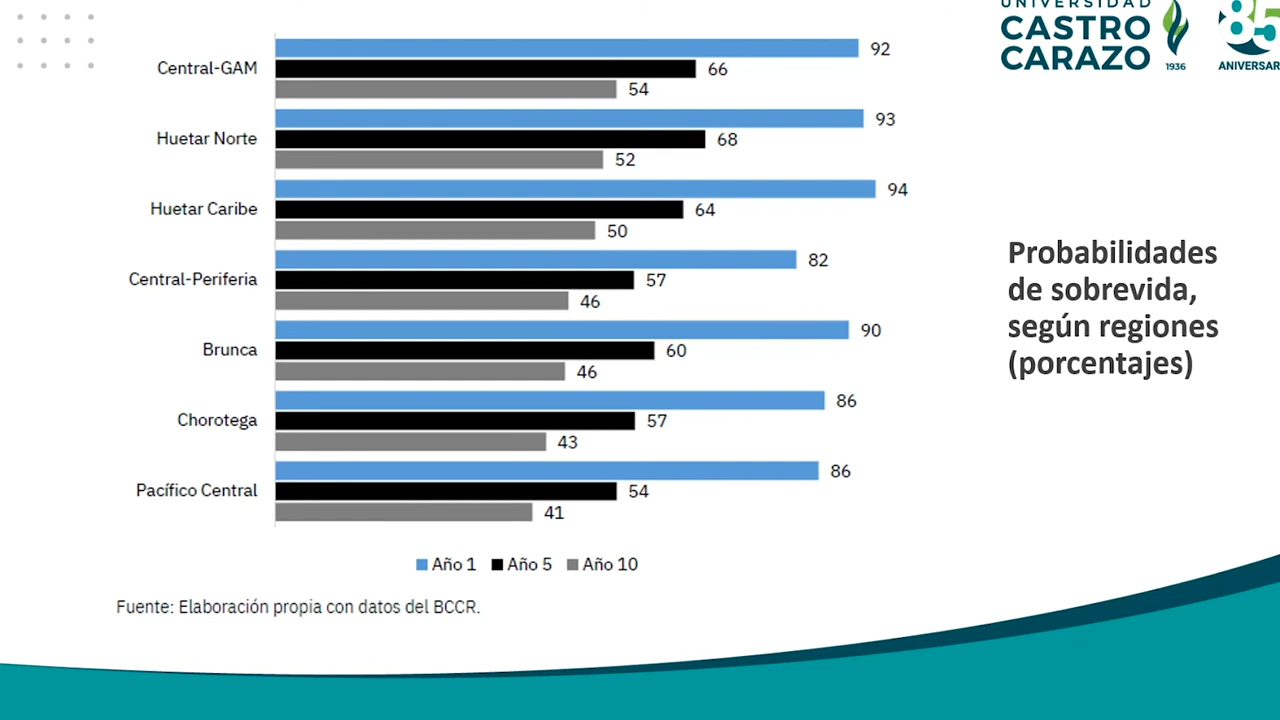 UNIVERSIDAD
CASTRO
CARAZO
1936
85
ANIVERSAR
Central-GAM
92
66
54
Huetar Norte
93
68
52
Huetar Caribe
94
64
50
Central-Periferia
82
57
46
Brunca
90
60
46
Chorotega
86
57
43
Pacífico Central
86
54
41
Año 1 Año 5 Año 10
Probabilidades
de sobrevida,
según regiones
(porcentajes)
Fuente: Elaboración propia con datos del BCCR.